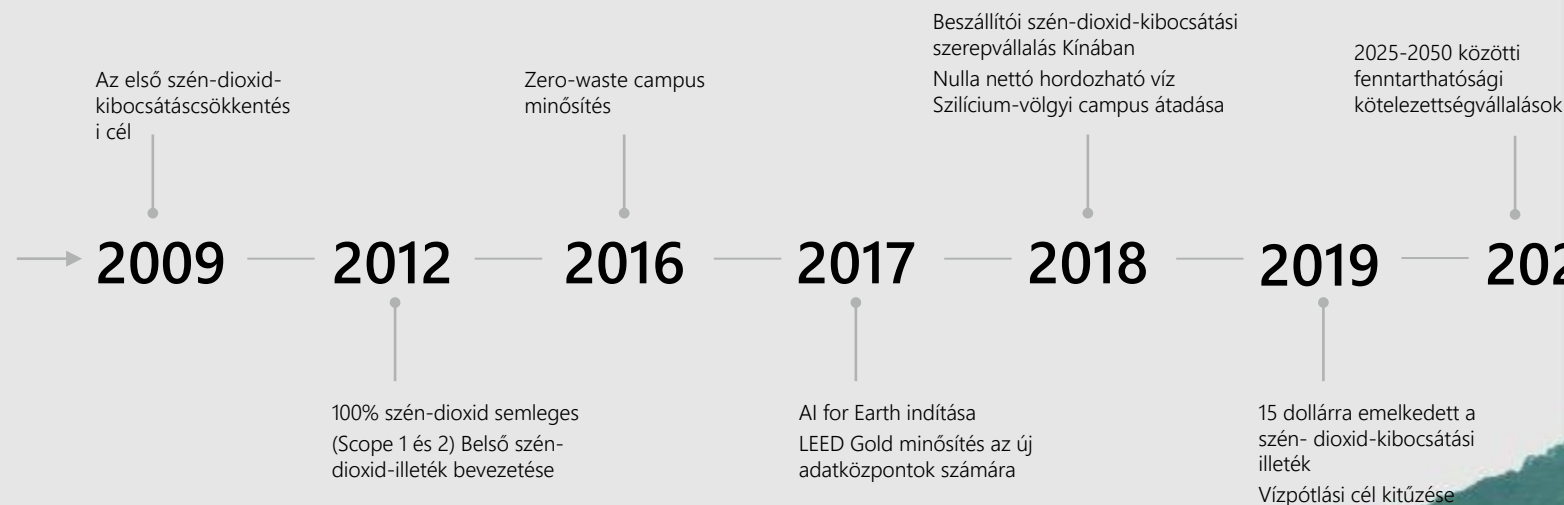 Az első szén-dioxid-
kibocsátáscsökkentés
i cél
Zero-waste campus
minősítés
Beszállítói szén-dioxid-kibocsátási
szerepvállalás Kínában
Nulla nettó hordozható víz
Szilícium-völgyi campus átadása
2025-2050 közötti
fenntarthatósági
kötelezettségvállalások
2009
2012
2016
2017
2018
2019
100% szén-dioxid semleges
(Scope 1 és 2) Belső szén-
dioxid-illeték bevezetése
AI for Earth indítása
LEED Gold minősítés az új
adatközpontok számára
15 dollárra emelkedett a
szén- dioxid-kibocsátási
illeték
Vízpótlási cél kitűzése